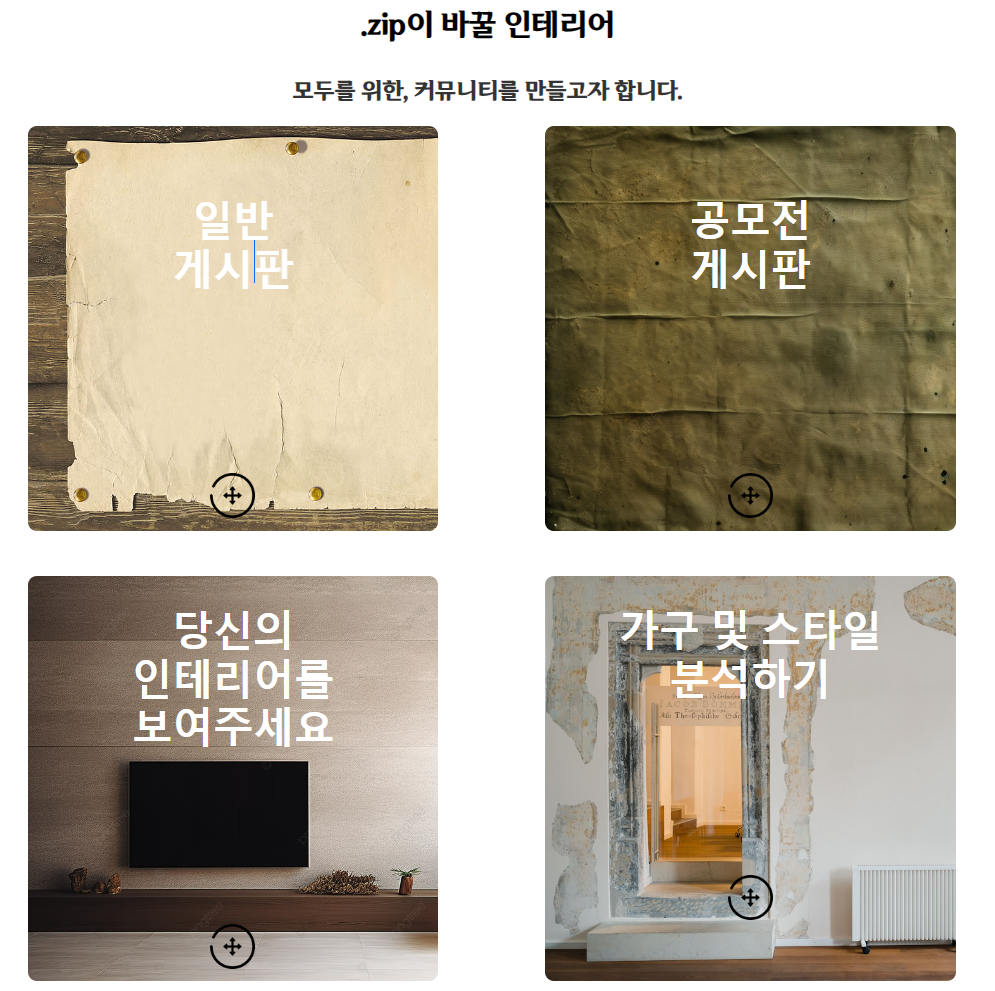 .zip이 바꿀 인테리어
모두를 위한, 커뮤니티를 만들고자 합니다.
일반
게시판
공모전
게시판
당신의
인테리어를
보여주세요
가구 및 스타일
분석하기
JACOB BÖHM